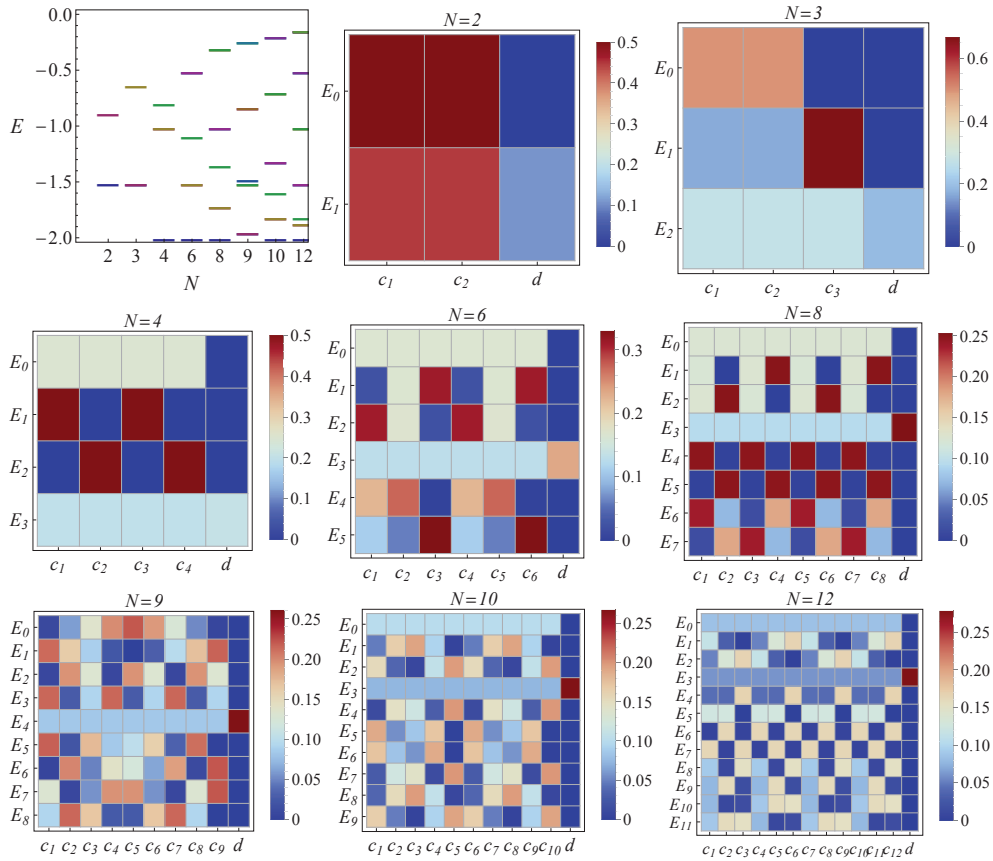 0.0
−0.5
E
−1.0
−1.5
−2.0
2 3 4 6 8 9 10 12
N
N=2
E0
E1
c1 c2 d
0.5
0.4
0.3
0.2
0.1
0
N=3
E0
E1
E2
c1 c2 c3 d
0.6
0.4
0.2
0
N=4
E0
E1
E2
E3
c1 c2 c3 c4 d
0.5
0.4
0.3
0.2
0.1
0
N=6
E0
E1
E2
E3
E4
E5
c1 c2 c3 c4 c5 c6 d
0.3
0.2
0.1
0
N=8
E0
E1
E2
E3
E4
E5
E6
E7
c1 c2 c3 c4 c5 c6 c7 c8 d
0.25
0.20
0.15
0.10
0.05
0
N=9
E0
E1
E2
E3
E4
E5
E6
E7
E8
c1 c2 c3 c4 c5 c6 c7 c8 c9 d
0.25
0.20
0.15
0.10
0.05
0
N=10
E0
E1
E2
E3
E4
E5
E6
E7
E8
E9
c1 c2 c3 c4 c5 c6 c7 c8 c9 c10 d
0.25
0.20
0.15
0.10
0.05
0
N=12
E0
E1
E2
E3
E4
E5
E6
E7
E8
E9
E10
E11
c1 c2 c3 c4 c5 c6 c7 c8 c9 c10 c11 c12 d
0.25
0.20
0.15
0.10
0.05
0.00